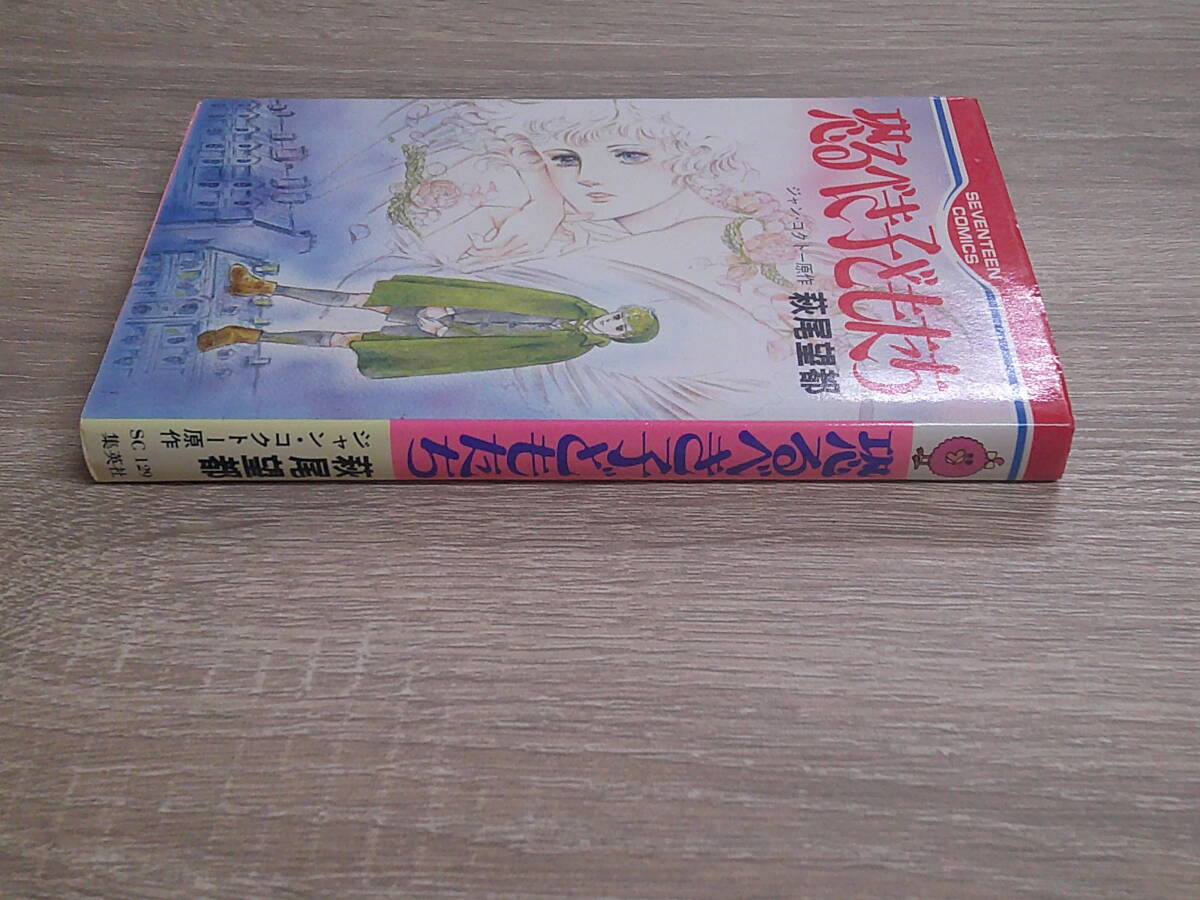 SEVENTEEN
COMICS
恐るべき子どもたち
ジャン・コクトー原作
萩尾望都
恐るべき子どもたち
萩尾望都
ジャン・コクトー原作
SC 129
集英社